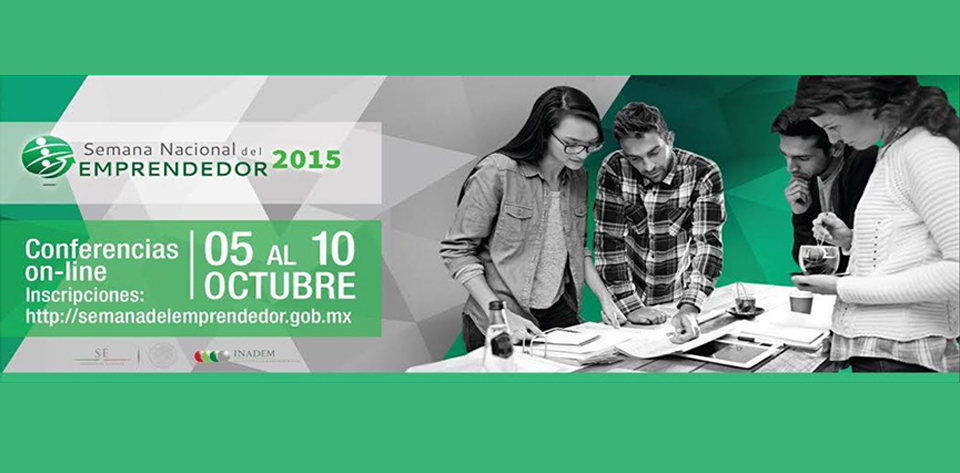 Semana Nacional del
EMPRENDEDOR 2015
Conferencias
on-line
Inscripciones:
http://semanadelemprendedor.gob.mx
05 AL 10
OCTUBRE
SE
INADEM